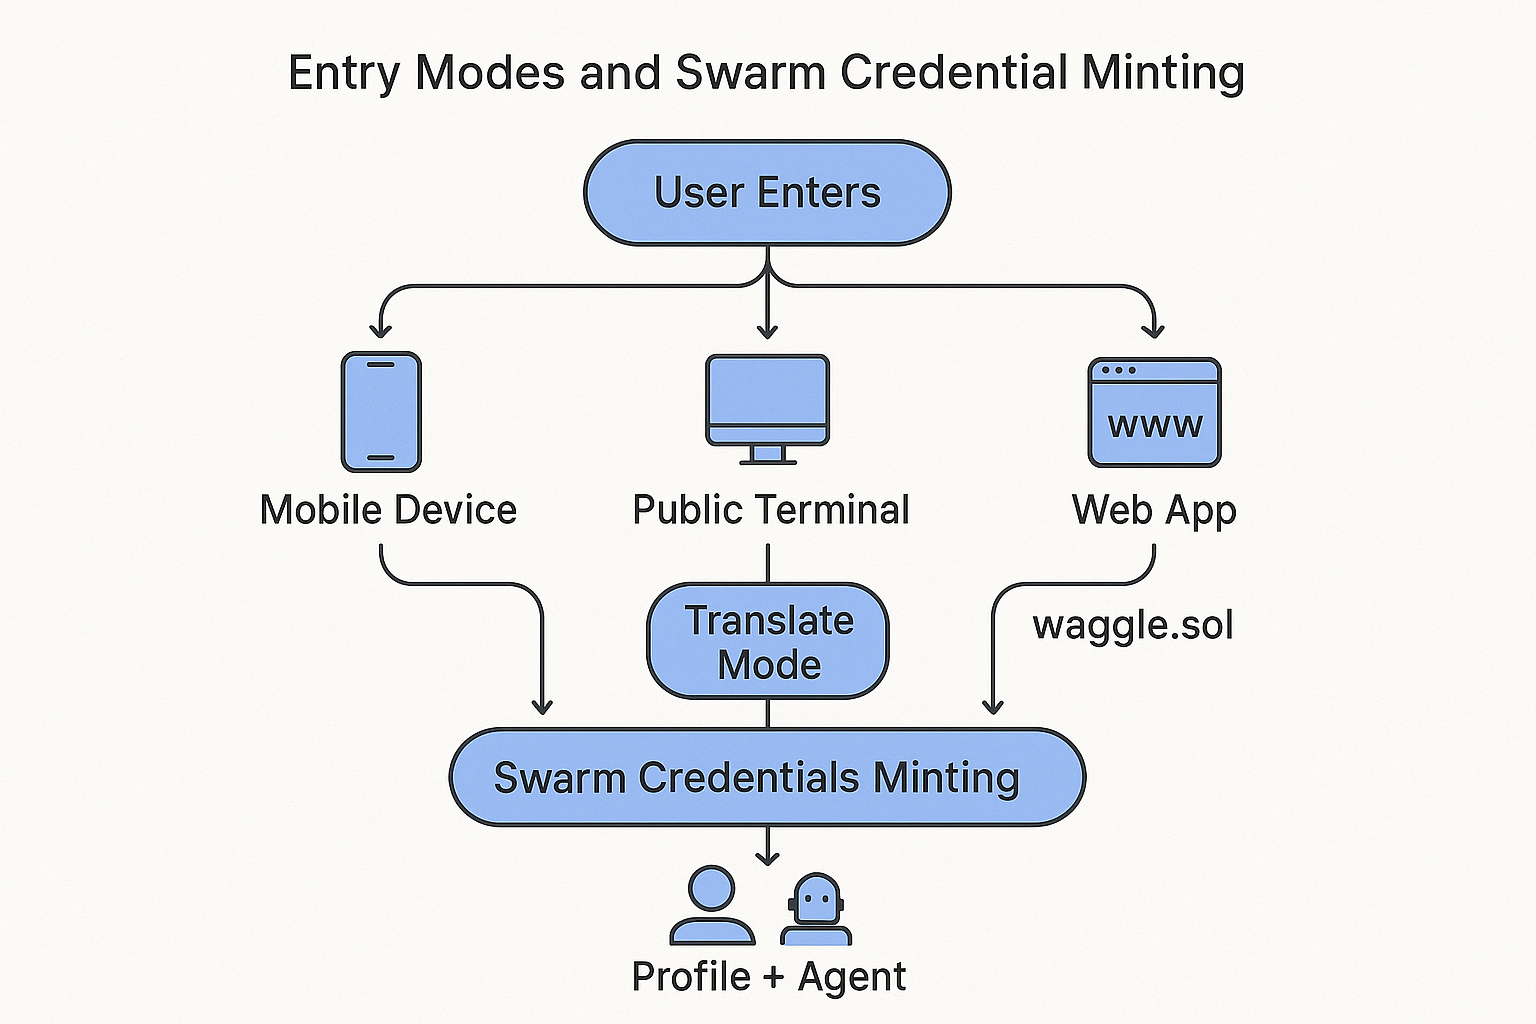 Entry Modes and Swarm Credential Minting
User Enters
www
Mobile Device
Public Terminal
Web App
Translate
Mode
waggle.sol
Swarm Credentials Minting
Profile + Agent